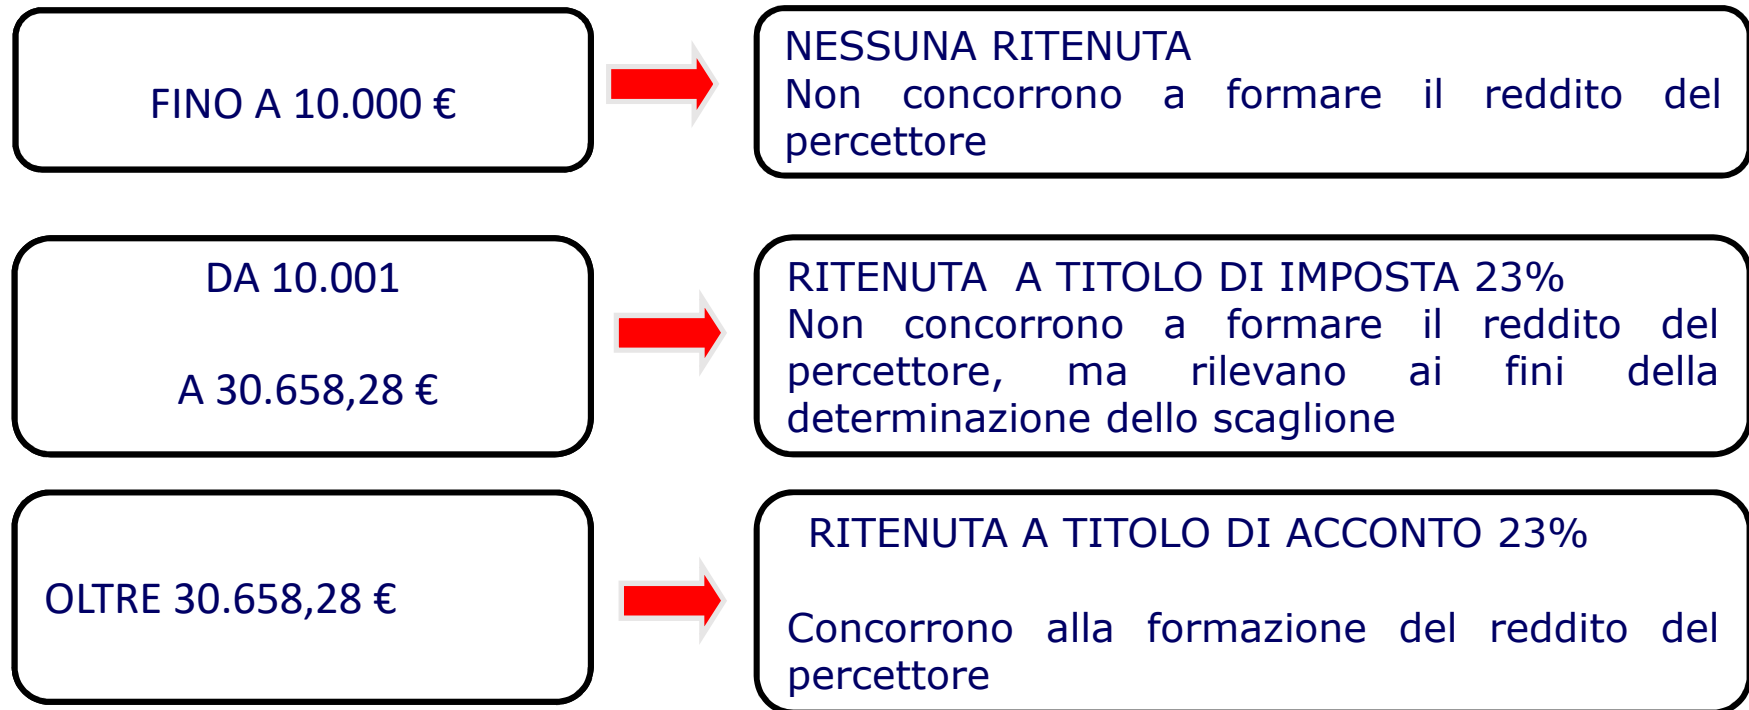 FINO A 10.000 €
NESSUNA RITENUTA
Non concorrono a formare il reddito del
percettore
DA 10.001
A 30.658,28 €
RITENUTA A TITOLO DI IMPOSTA 23%
Non concorrono a formare il reddito del
percettore, ma rilevano ai fini della
determinazione dello scaglione
OLTRE 30.658,28 €
RITENUTA A TITOLO DI ACCONTO 23%
Concorrono alla formazione del reddito del
percettore